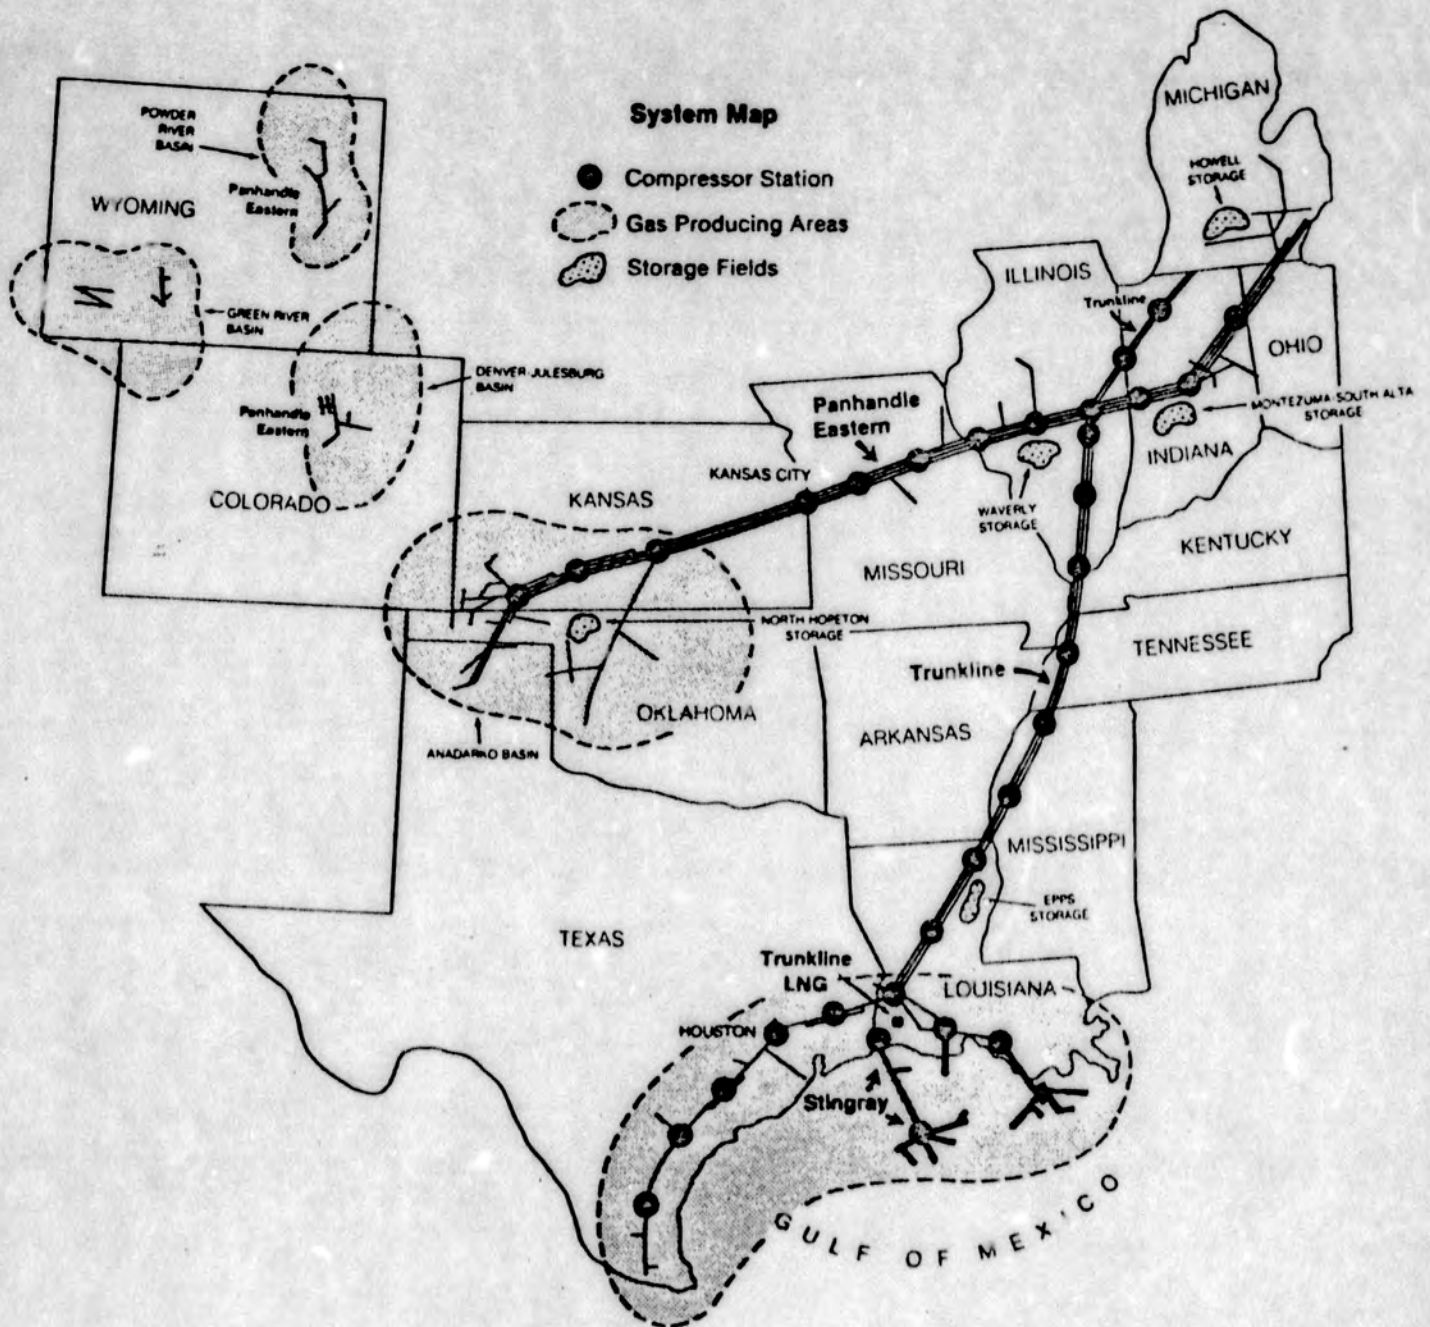 System Map
Compressor Station
Gas Producing Areas
Storage Fields
POWDER
RIVER
BASIN
Panhandle
Eastern
WYOMING
GREEN RIVER
BASIN
DENVER-JULESBURG
BASIN
Panhandle
Eastern
COLORADO
MICHIGAN
HOWELL
STORAGE
ILLINOIS
Trunkline
OHIO
MONTEZUMA-SOUTH ALTA
STORAGE
INDIANA
Panhandle
Eastern
KANSAS CITY
KANSAS
WAVERLY
STORAGE
KENTUCKY
MISSOURI
NORTH HOPETON
STORAGE
TENNESSEE
Trunkline
OKLAHOMA
ARKANSAS
ANADARKO BASIN
MISSISSIPPI
EPPS
STORAGE
TEXAS
Trunkline
LNG
LOUISIANA
HOUSTON
Stingray
GULF OF MEXICO